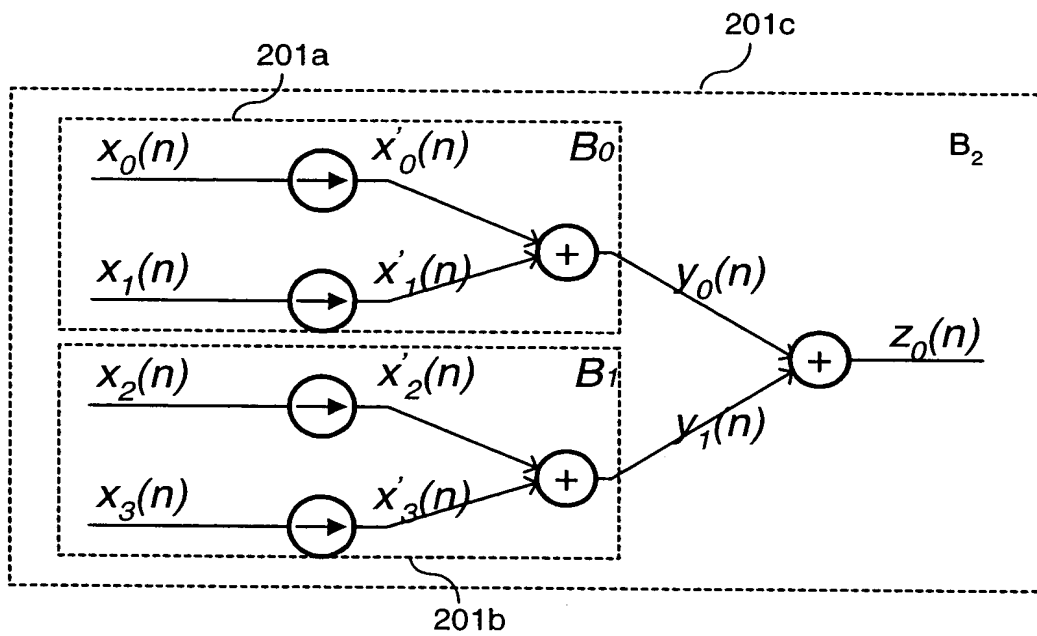 201c
201a
x₀(n) x'₀(n) B₀
B₂
x₁(n) x'₁(n) +
y₀(n)
+ z₀(n)
x₂(n) x'₂(n) B₁
y₁(n)
x₃(n) x'₃(n) +
201b